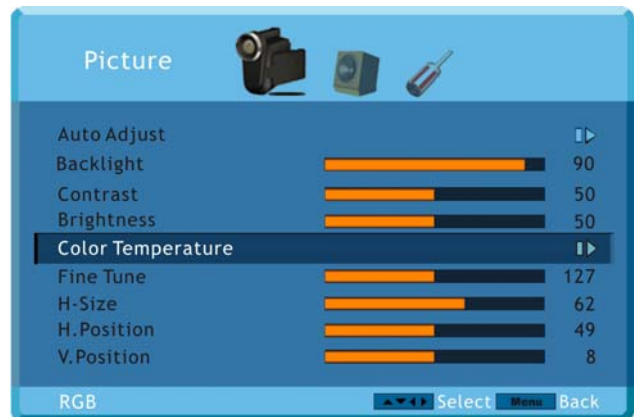 Picture
Auto Adjust
Backlight 90
Contrast 50
Brightness 50
Color Temperature
Fine Tune 127
H-Size 62
H.Position 49
V.Position 8
RGB Select Menu Back